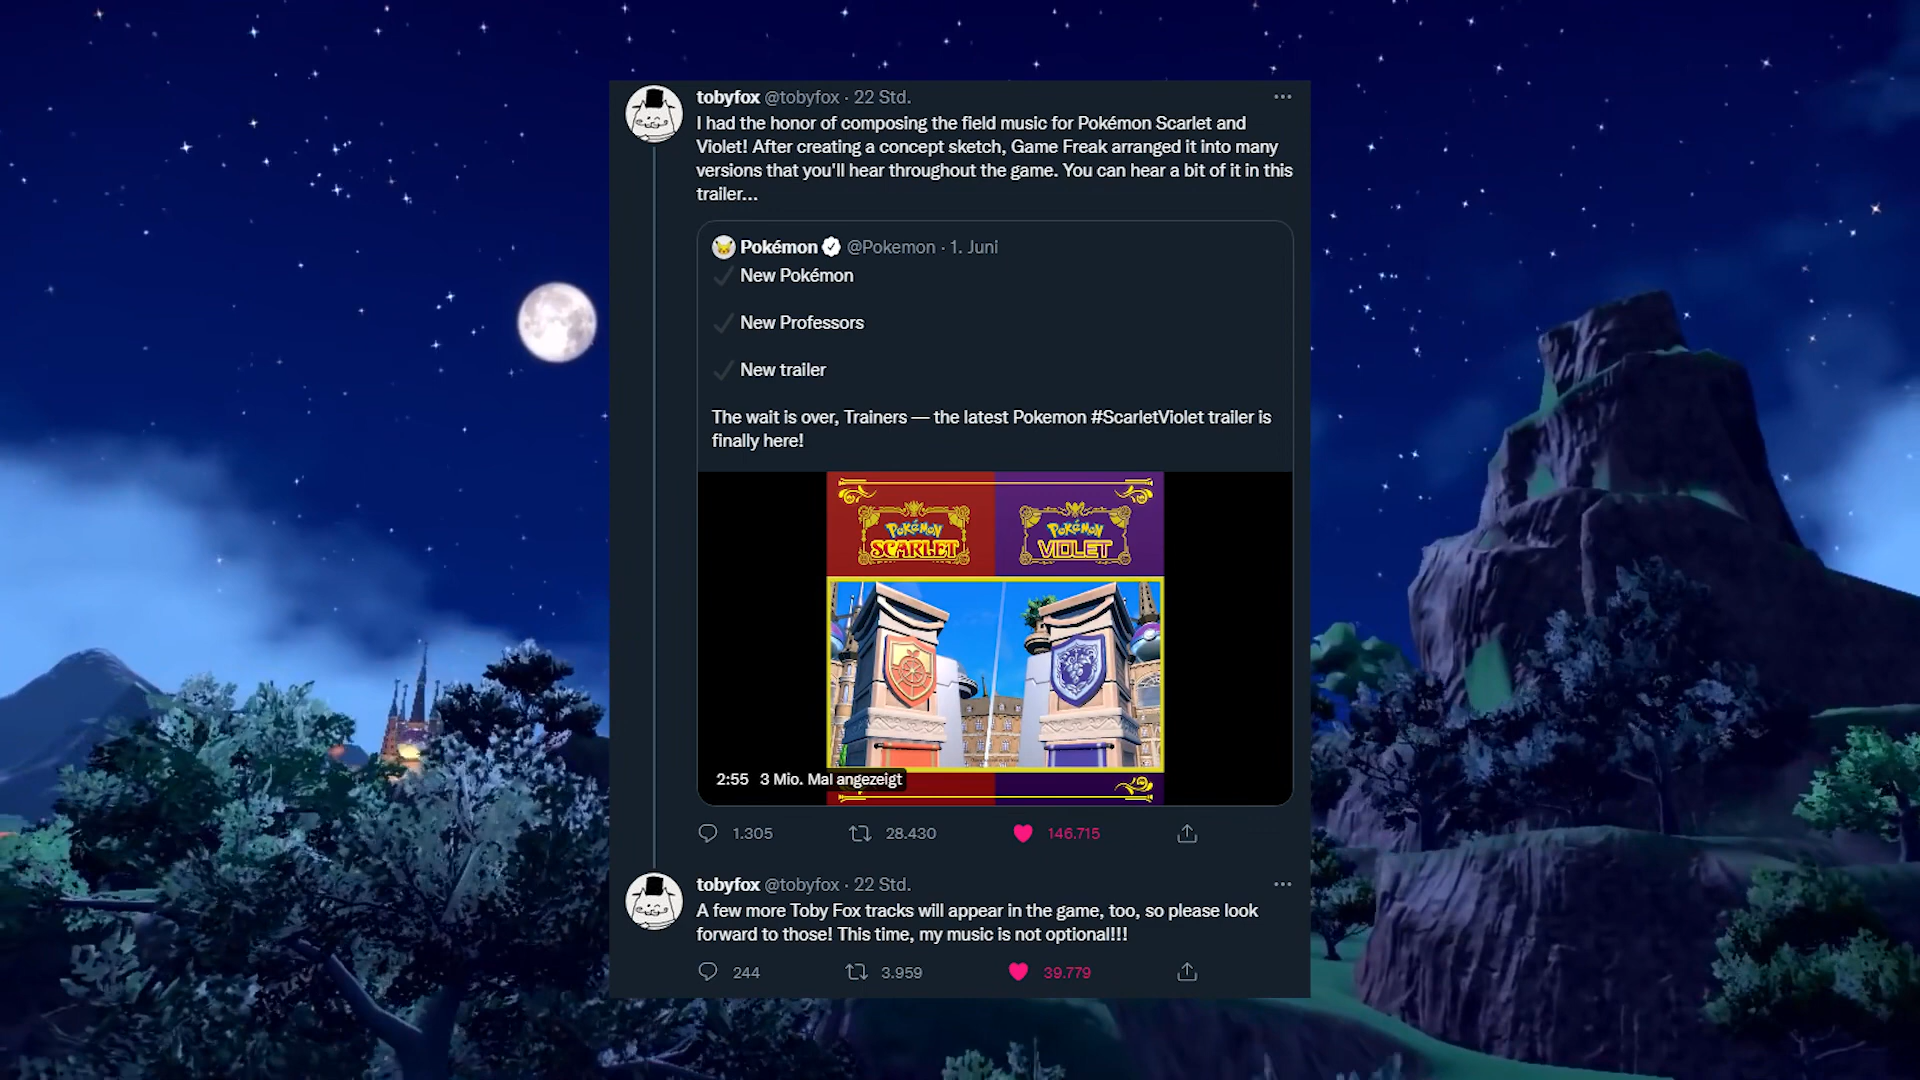 tobyfox @tobyfox · 22 Std.
I had the honor of composing the field music for Pokémon Scarlet and
Violet! After creating a concept sketch, Game Freak arranged it into many
versions that you'll hear throughout the game. You can hear a bit of it in this
trailer...
Pokémon @Pokemon · 1. Juni
New Pokémon
New Professors
New trailer
The wait is over, Trainers — the latest Pokemon #ScarletViolet trailer is
finally here!
POKéMON POKéMON
SCARLET VIOLET
2:55 3 Mio. Mal angezeigt
1.305 28.430 146.715
tobyfox @tobyfox · 22 Std.
A few more Toby Fox tracks will appear in the game, too, so please look
forward to those! This time, my music is not optional!!!
244 3.959 39.779